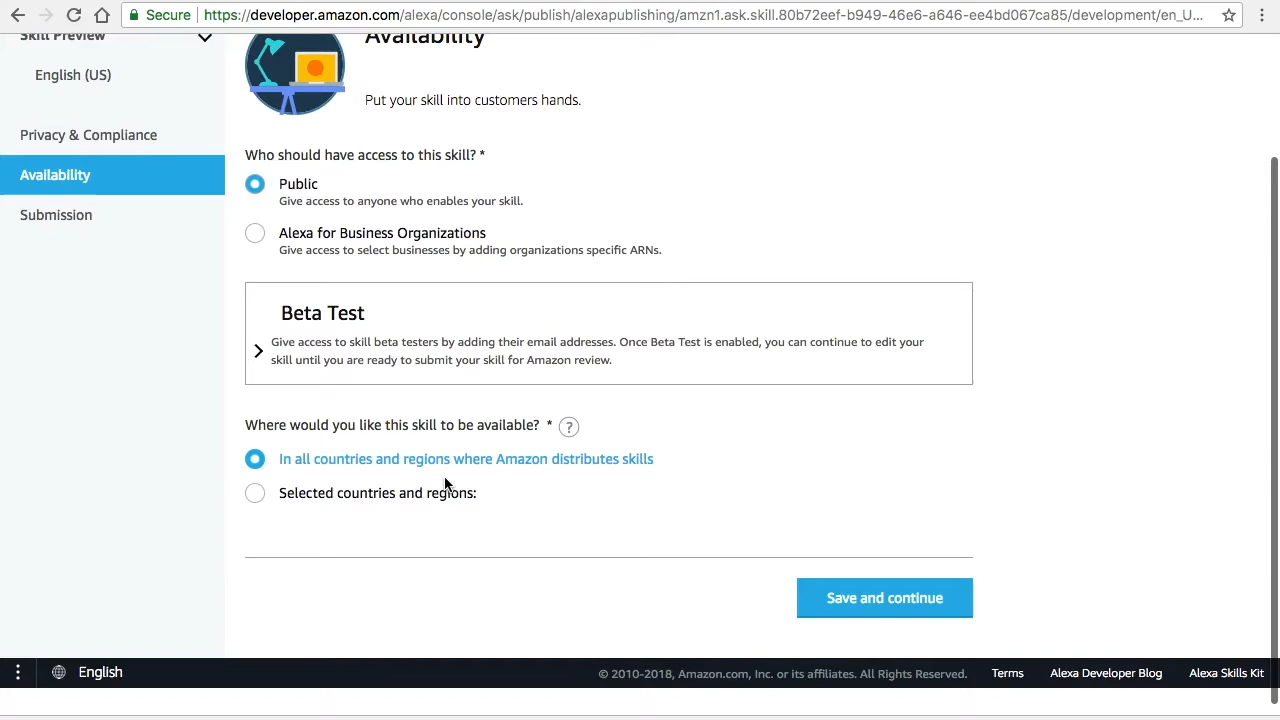 Secure https://developer.amazon.com/alexa/console/ask/publish/alexapublishing/amzn1.ask.skill.80b72eef-b949-46e6-a646-ee4bd067ca85/development/en_U...
Skill Preview
English (US)
Privacy & Compliance
Availability
Submission
Availability
Put your skill into customers hands.
Who should have access to this skill? *
Public
Give access to anyone who enables your skill.
Alexa for Business Organizations
Give access to select businesses by adding organizations specific ARNs.
Beta Test
Give access to skill beta testers by adding their email addresses. Once Beta Test is enabled, you can continue to edit your
skill until you are ready to submit your skill for Amazon review.
Where would you like this skill to be available? * ?
In all countries and regions where Amazon distributes skills
Selected countries and regions:
Save and continue
English
© 2010-2018, Amazon.com, Inc. or its affiliates. All Rights Reserved. Terms Alexa Developer Blog Alexa Skills Kit